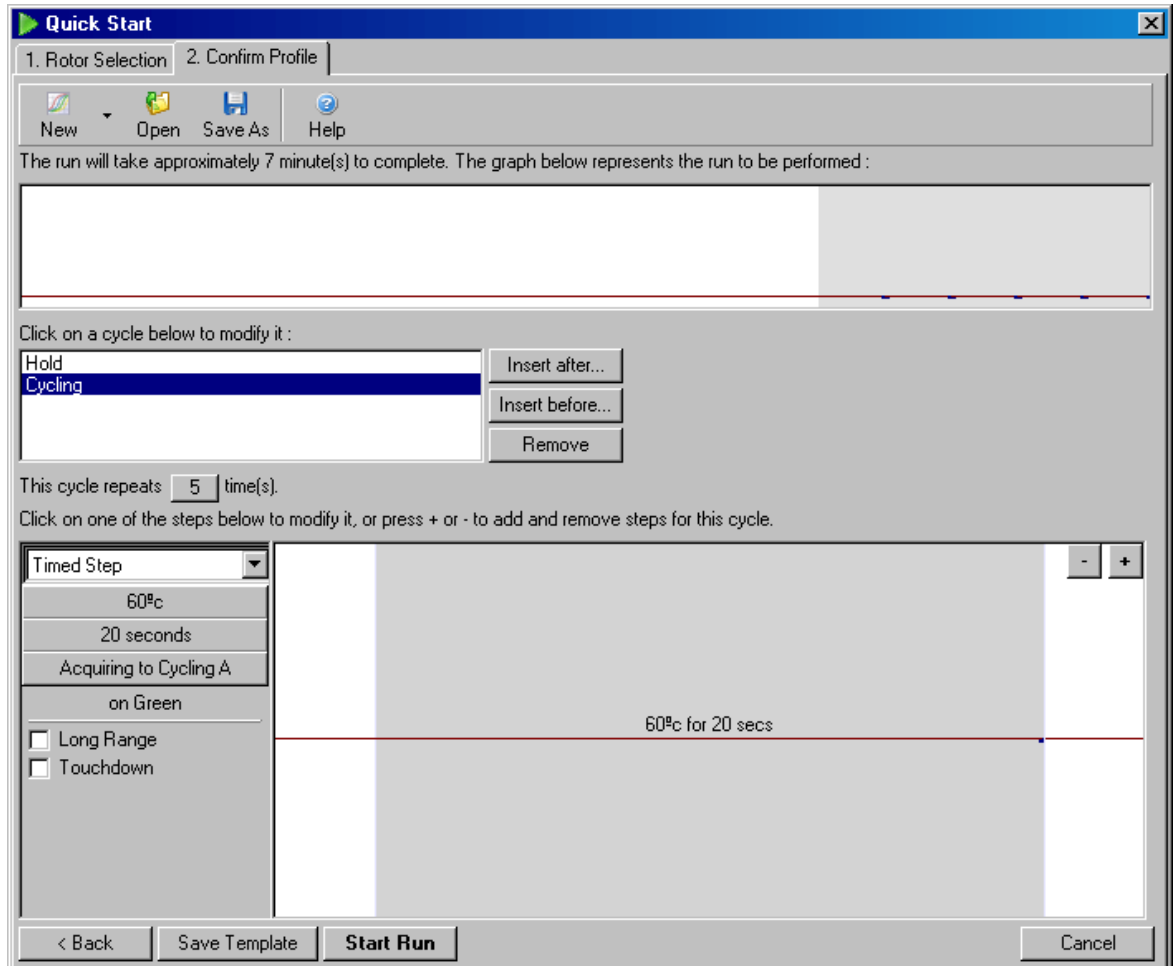 Quick Start
1. Rotor Selection
2. Confirm Profile
New
Open
Save As
Help
The run will take approximately 7 minute(s) to complete. The graph below represents the run to be performed :
Click on a cycle below to modify it :
Hold
Cycling
Insert after...
Insert before...
Remove
This cycle repeats 5 time(s).
Click on one of the steps below to modify it, or press + or - to add and remove steps for this cycle.
Timed Step
- +
60ºc
20 seconds
Acquiring to Cycling A
on Green
Long Range
Touchdown
60ºc for 20 secs
< Back
Save Template
Start Run
Cancel